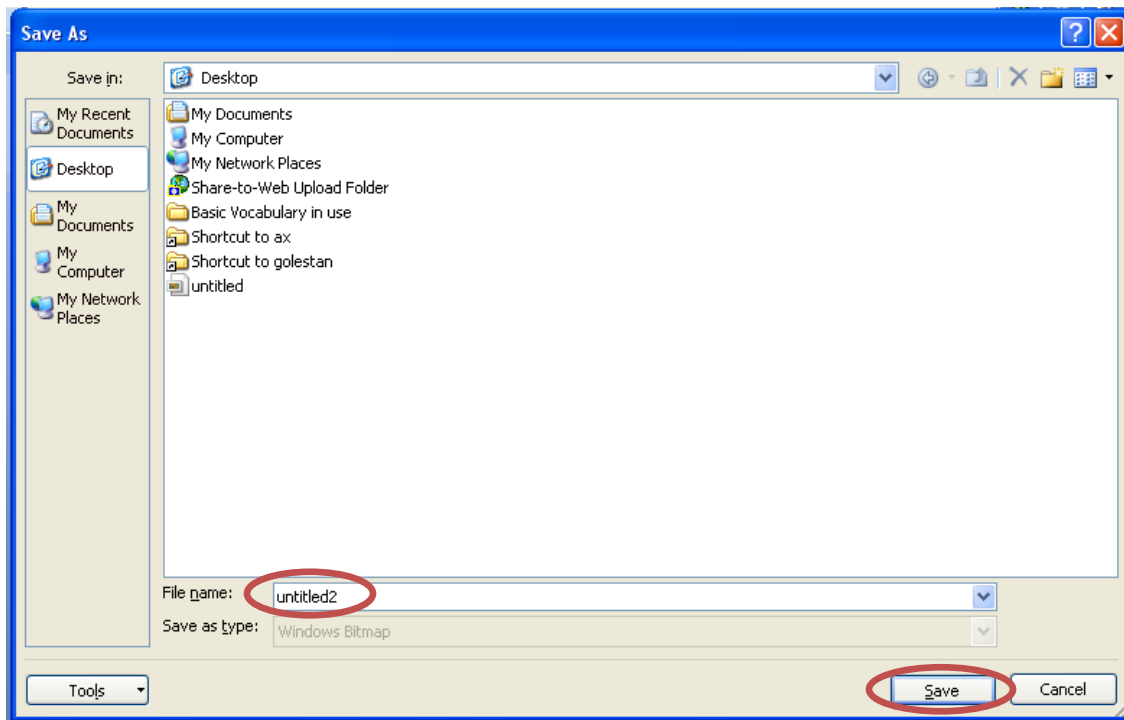 Save As
Save in:
Desktop
My Recent
Documents
Desktop
My
Documents
My
Computer
My Network
Places
My Documents
My Computer
My Network Places
Share-to-Web Upload Folder
Basic Vocabulary in use
Shortcut to ax
Shortcut to golestan
untitled
File name:
untitled2
Save as type:
Windows Bitmap
Tools
Save
Cancel